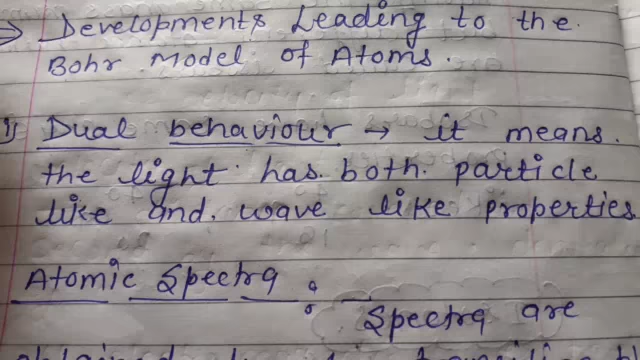 ⇒ Developments Leading to the
Bohr Model of Atoms.
1) Dual behaviour → it means
the light has both particle
like and wave like properties
Atomic Spectra :-
Spectra are
obtained